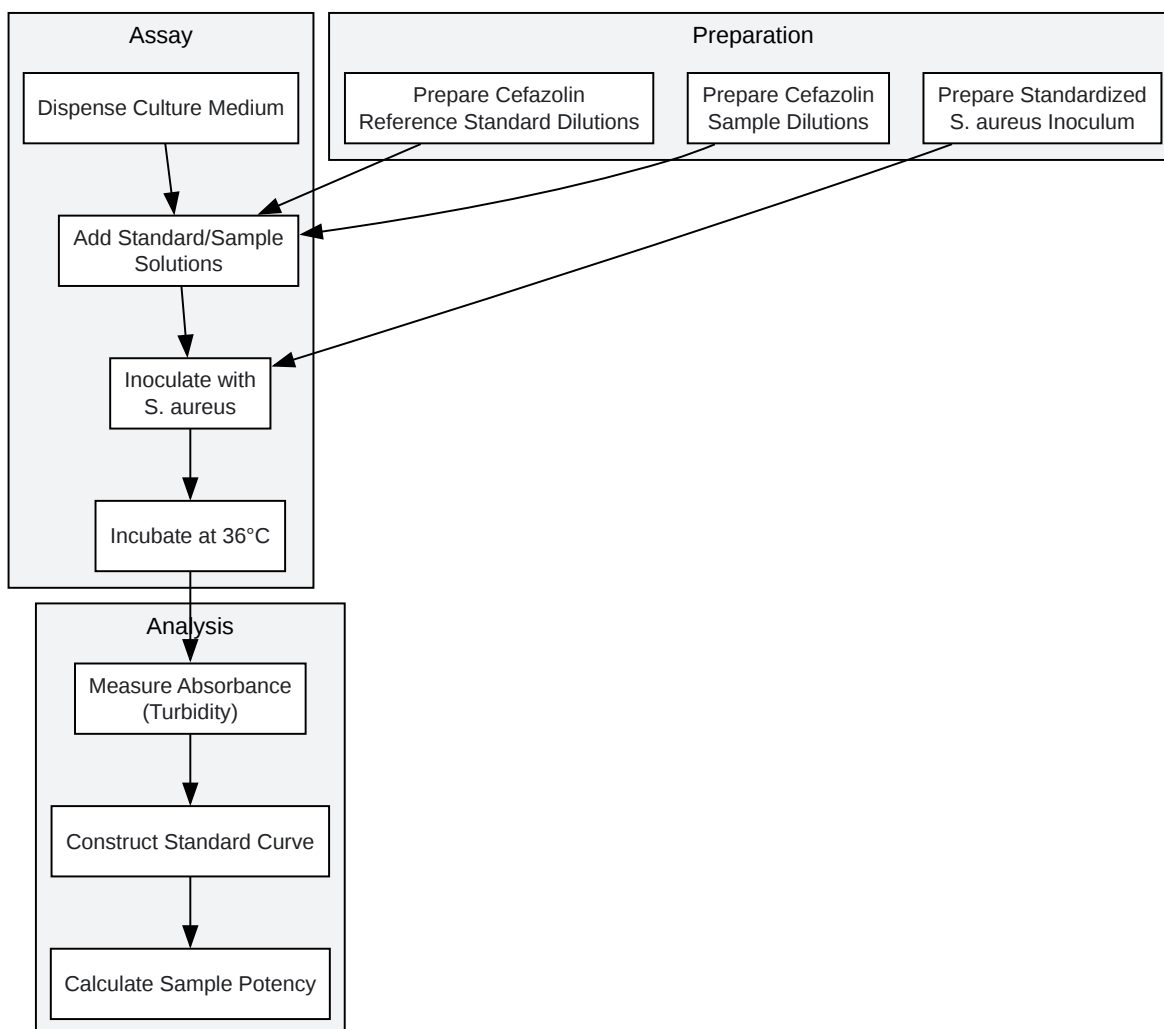 Assay
Preparation
Dispense Culture Medium
Prepare Cefazolin
Reference Standard Dilutions
Prepare Cefazolin
Sample Dilutions
Prepare Standardized
S. aureus Inoculum
Add Standard/Sample
Solutions
Inoculate with
S. aureus
Incubate at 36°C
Analysis
Measure Absorbance
(Turbidity)
Construct Standard Curve
Calculate Sample Potency